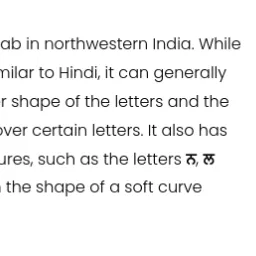 ab in northwestern India. While
milar to Hindi, it can generally
r shape of the letters and the
over certain letters. It also has
ures, such as the letters ਨ, ਲ
the shape of a soft curve